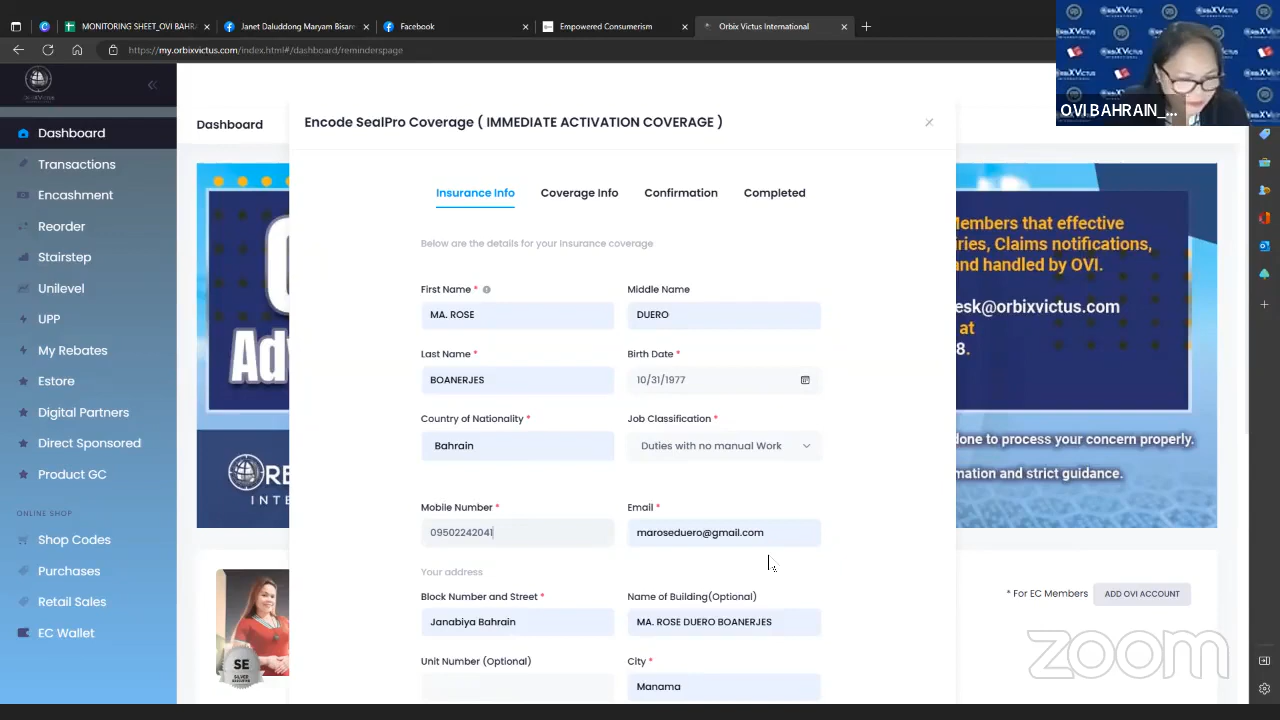 MONITORING SHEET_OVI BAHR
Janet Daluddong Maryam Bisar
Facebook
Empowered Consumerism
Orbix Victus International
https://my.orbixvictus.com/index.html#/dashboard/reminderspage
ORBIXVICTUS
OVI BAHRAIN_...
Dashboard
Transactions
Reorder
Stairstep
Unilevel
UPP
My Rebates
Estore
Digital Partners
Direct Sponsored
Product GC
ONLINE SHOP
Shop Codes
Purchases
Retail Sales
EC Wallet
Dashboard
Encode SealPro Coverage ( IMMEDIATE ACTIVATION COVERAGE )
Insurance Info
Coverage Info
Confirmation
Completed
Below are the details for your Insurance coverage
First Name *
Middle Name
MA. ROSE
DUERO
Last Name *
Birth Date *
BOANERJES
10/31/1977
Country of Nationality *
Job Classification *
Bahrain
Duties with no manual Work
Mobile Number *
Email *
09502242041
maroseduero@gmail.com
Your address
Block Number and Street *
Name of Building(Optional)
Janabiya Bahrain
MA. ROSE DUERO BOANERJES
Unit Number (Optional)
City *
Manama
Adv
ORE
INTE
Members that effective
ries, Claims notifications,
and handled by OVI.
esk@orbixvictus.com
at
8.
done to process your concern properly.
mation and strict guidance.
* For EC Members
ADD OVI ACCOUNT
SE
SILVER
EXECUTIVE
zoom